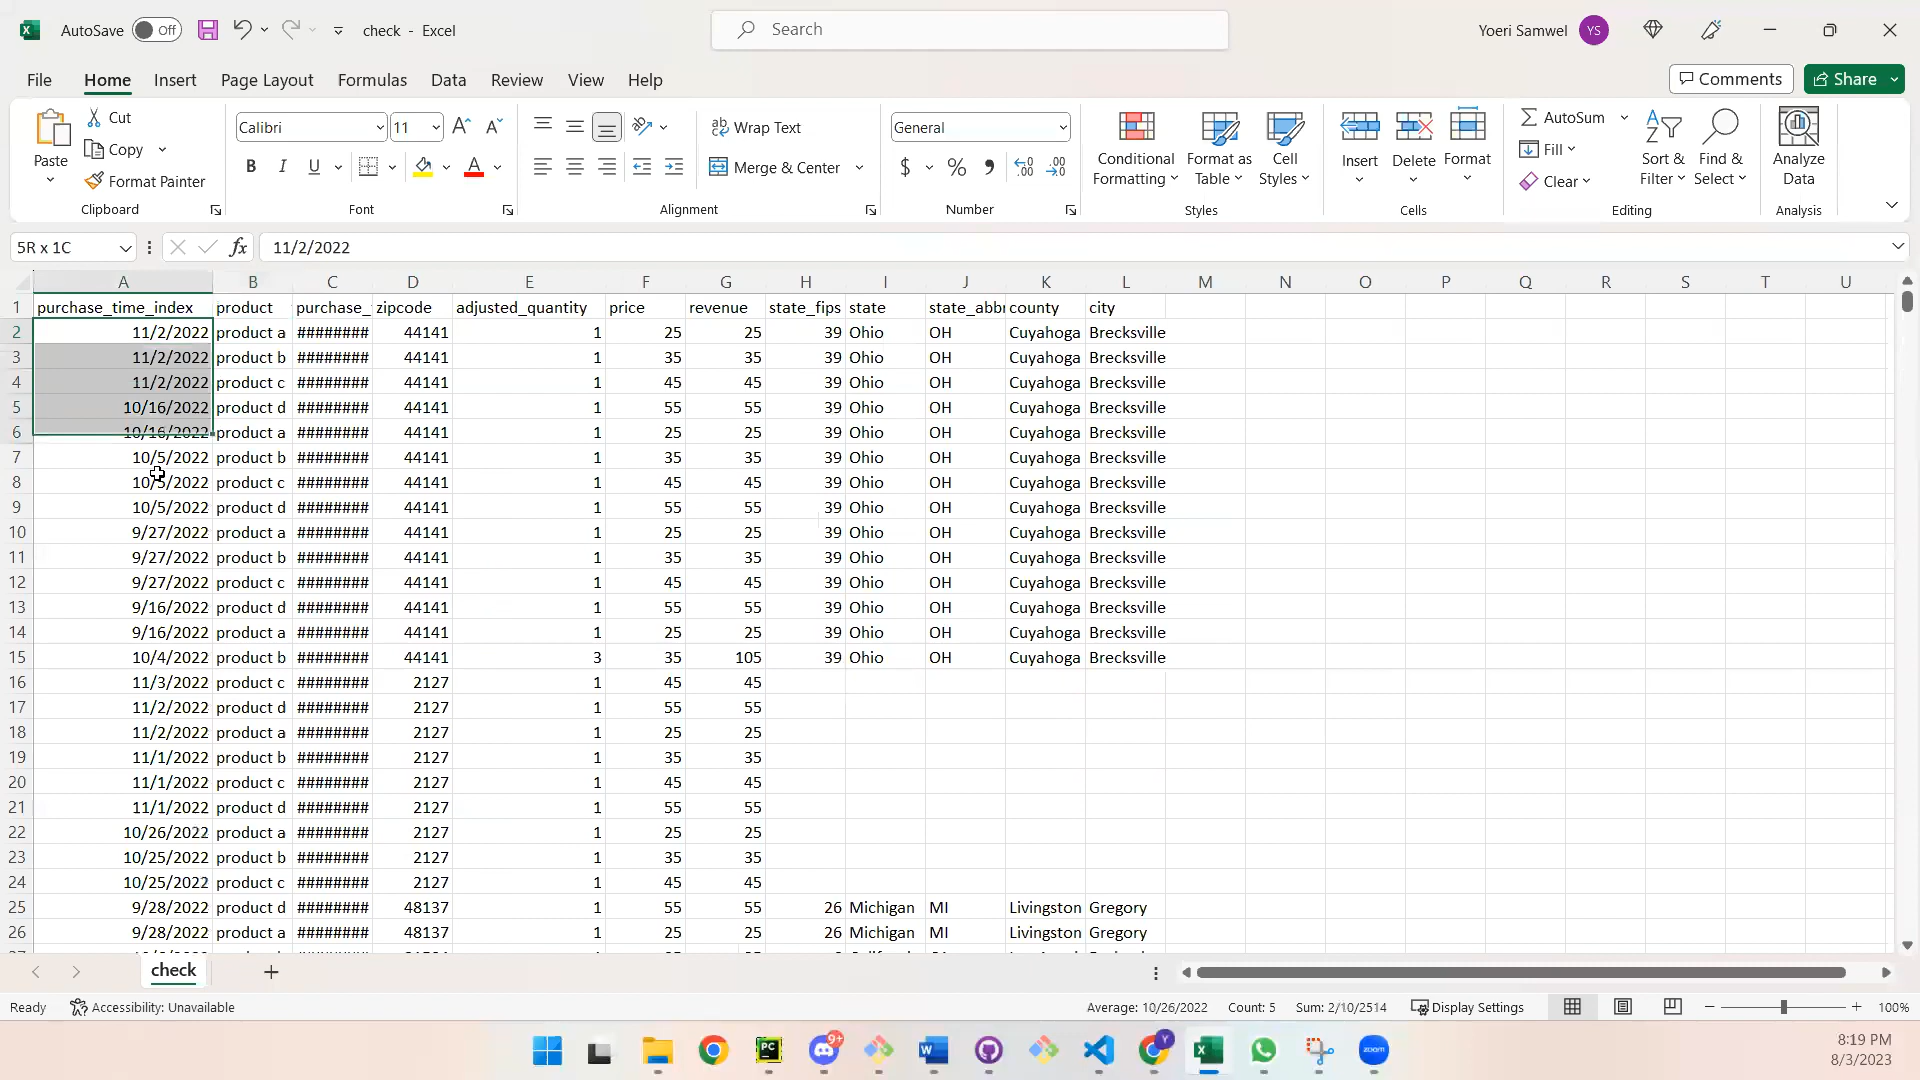 AutoSave Off check - Excel Search Yoeri Samwel YS
File Home Insert Page Layout Formulas Data Review View Help Comments Share
Paste Cut Copy Format Painter Clipboard
Calibri 11 B I U A Font
Wrap Text Merge & Center Alignment
General $ % Number
Conditional Formatting Format as Table Cell Styles Styles
Insert Delete Format Cells
AutoSum Fill Clear Sort & Filter Find & Select Editing
Analyze Data Analysis
5R x 1C fx 11/2/2022
A B C D E F G H I J K L M N O P Q R S T U
1 purchase_time_index product purchase_ zipcode adjusted_quantity price revenue state_fips state state_abbr county city
2 11/2/2022 product a ######## 44141 1 25 25 39 Ohio OH Cuyahoga Brecksville
3 11/2/2022 product b ######## 44141 1 35 35 39 Ohio OH Cuyahoga Brecksville
4 11/2/2022 product c ######## 44141 1 45 45 39 Ohio OH Cuyahoga Brecksville
5 10/16/2022 product d ######## 44141 1 55 55 39 Ohio OH Cuyahoga Brecksville
6 10/16/2022 product a ######## 44141 1 25 25 39 Ohio OH Cuyahoga Brecksville
7 10/5/2022 product b ######## 44141 1 35 35 39 Ohio OH Cuyahoga Brecksville
8 10/5/2022 product c ######## 44141 1 45 45 39 Ohio OH Cuyahoga Brecksville
9 10/5/2022 product d ######## 44141 1 55 55 39 Ohio OH Cuyahoga Brecksville
10 9/27/2022 product a ######## 44141 1 25 25 39 Ohio OH Cuyahoga Brecksville
11 9/27/2022 product b ######## 44141 1 35 35 39 Ohio OH Cuyahoga Brecksville
12 9/27/2022 product c ######## 44141 1 45 45 39 Ohio OH Cuyahoga Brecksville
13 9/16/2022 product d ######## 44141 1 55 55 39 Ohio OH Cuyahoga Brecksville
14 9/16/2022 product a ######## 44141 1 25 25 39 Ohio OH Cuyahoga Brecksville
15 10/4/2022 product b ######## 44141 3 35 105 39 Ohio OH Cuyahoga Brecksville
16 11/3/2022 product c ######## 2127 1 45 45
17 11/2/2022 product d ######## 2127 1 55 55
18 11/2/2022 product a ######## 2127 1 25 25
19 11/1/2022 product b ######## 2127 1 35 35
20 11/1/2022 product c ######## 2127 1 45 45
21 11/1/2022 product d ######## 2127 1 55 55
22 10/26/2022 product a ######## 2127 1 25 25
23 10/25/2022 product b ######## 2127 1 35 35
24 10/25/2022 product c ######## 2127 1 45 45
25 9/28/2022 product d ######## 48137 1 55 55 26 Michigan MI Livingston Gregory
26 9/28/2022 product a ######## 48137 1 25 25 26 Michigan MI Livingston Gregory
check
Ready Accessibility: Unavailable Average: 10/26/2022 Count: 5 Sum: 2/10/2514 Display Settings 100%
8:19 PM
8/3/2023